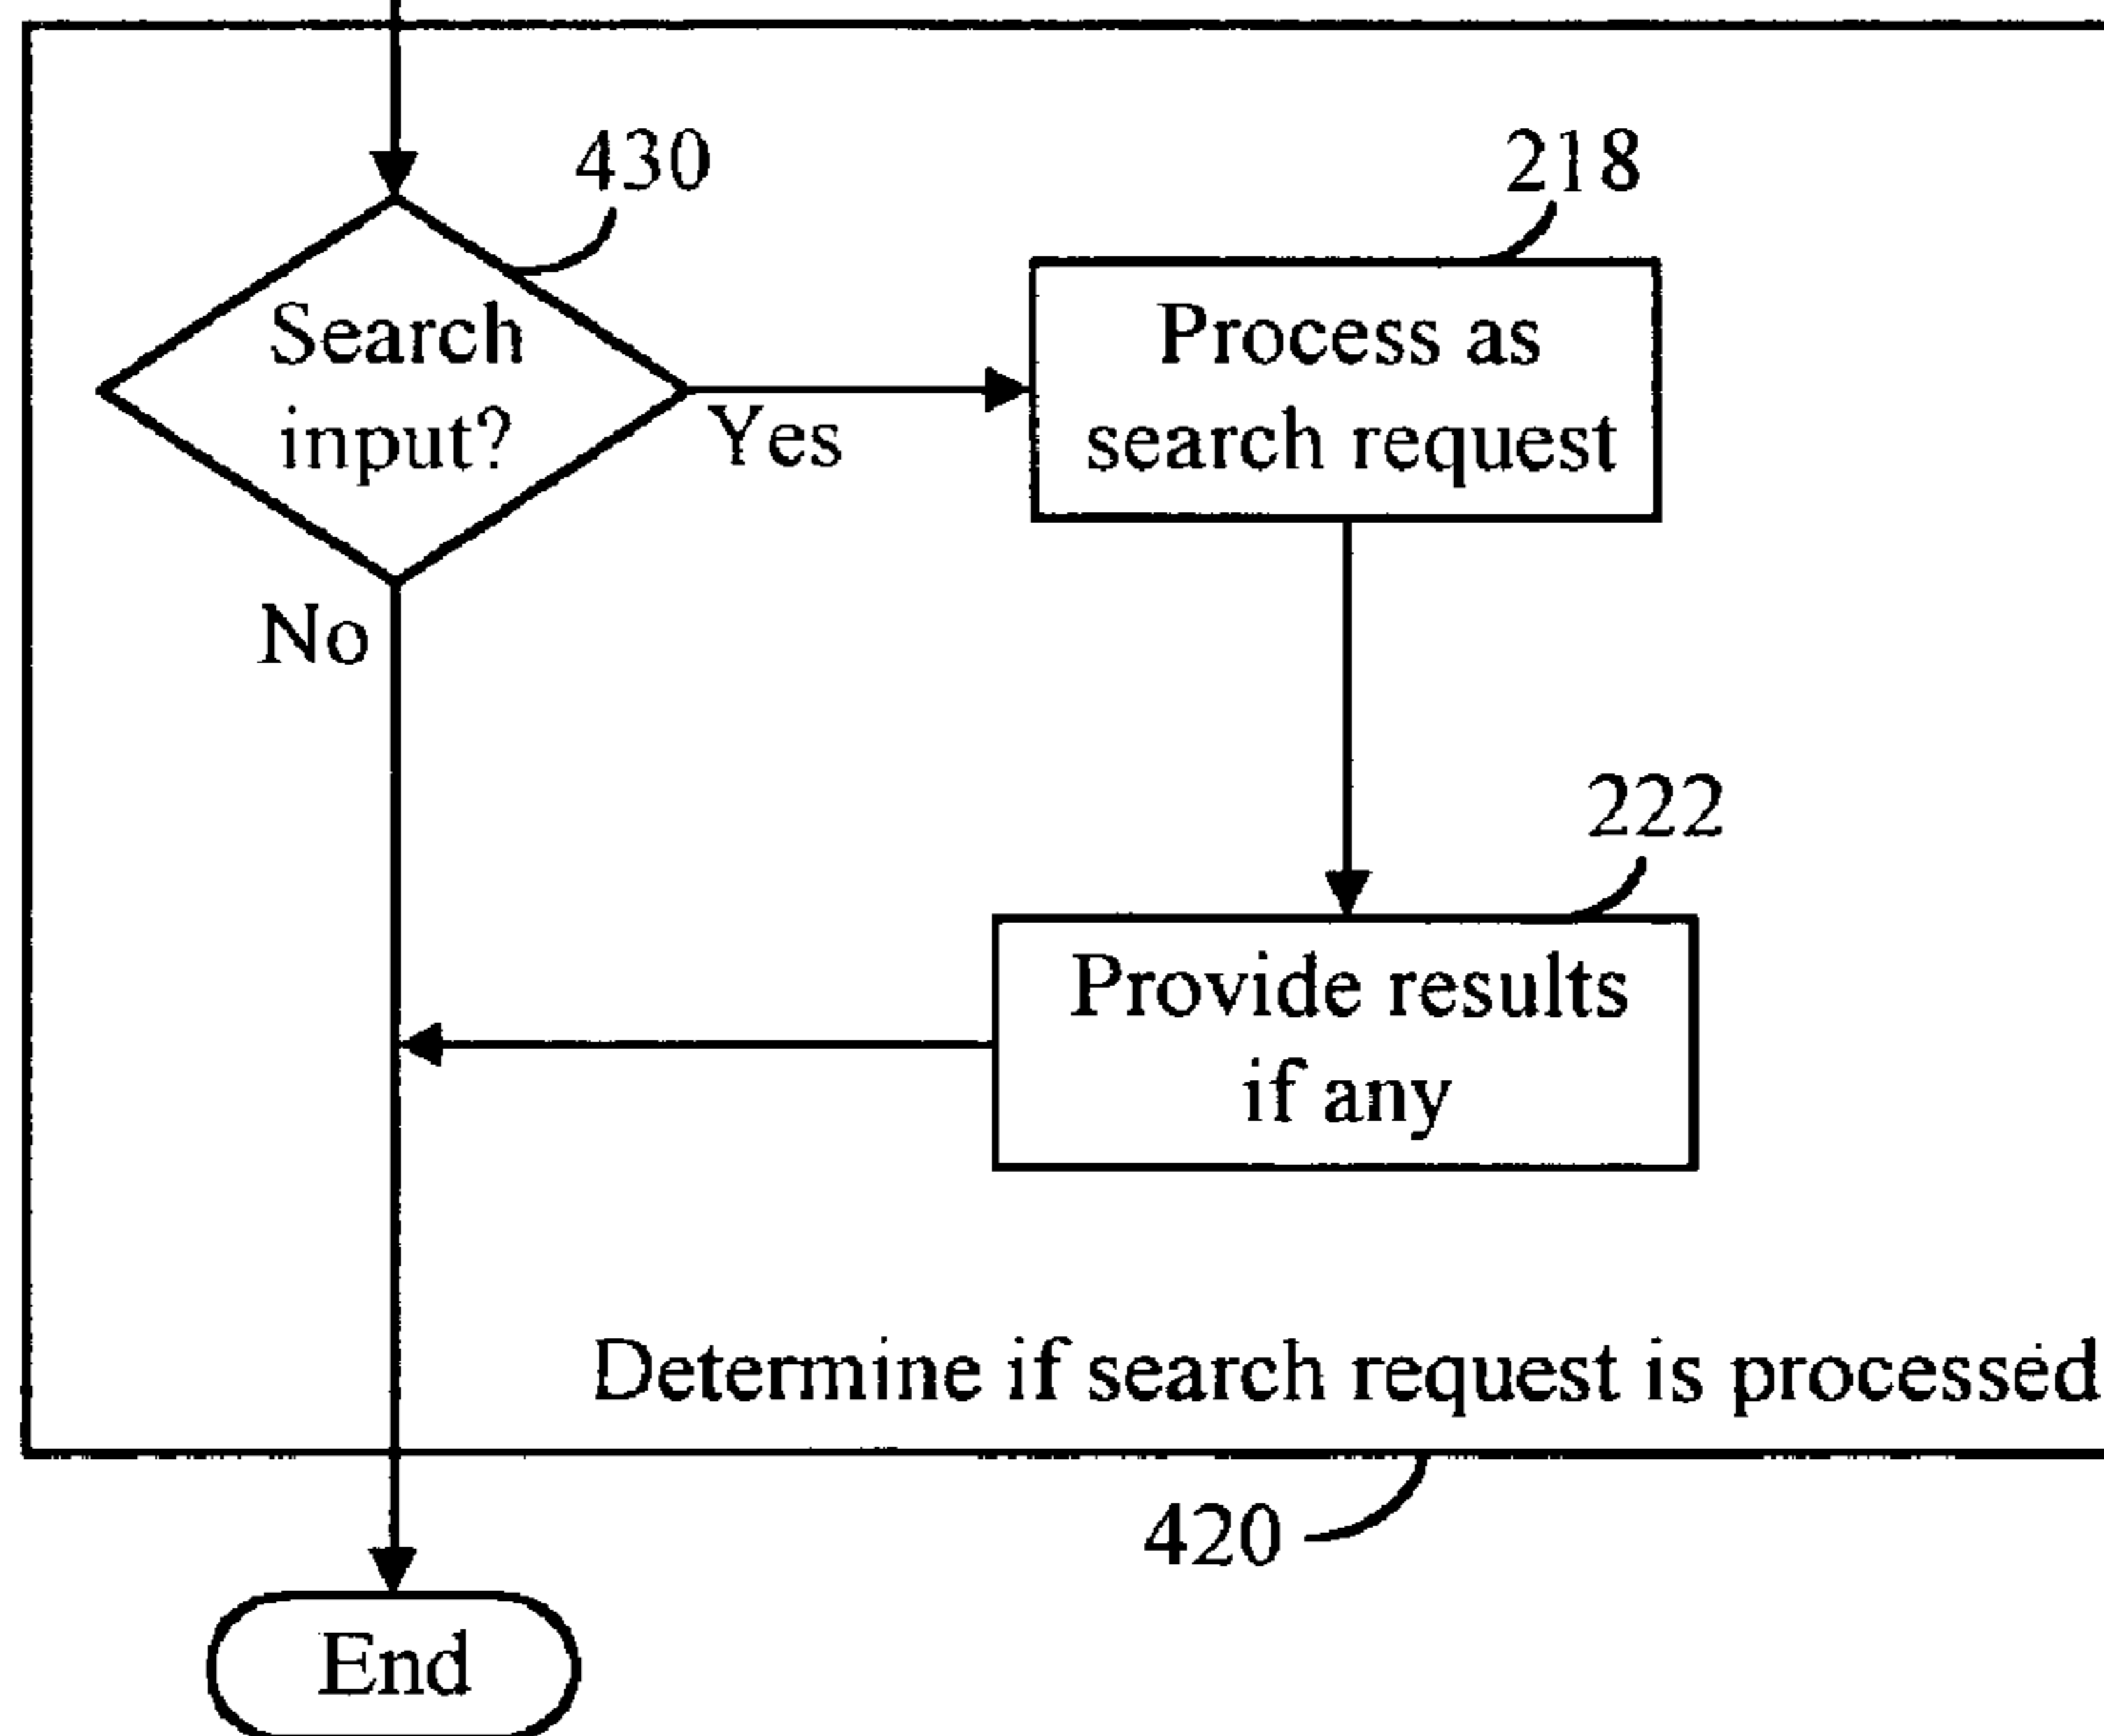 430
218
Search
input?
Process as
search request
Yes
No
222
Provide results
if any
Determine if search request is processed
420
End